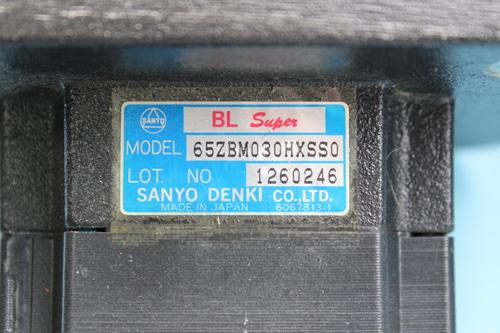 SANYO
BL Super
MODEL 65ZBM030HXSS0
LOT. NO 1260246
SANYO DENKI CO.,LTD.
MADE IN JAPAN 6067813-1